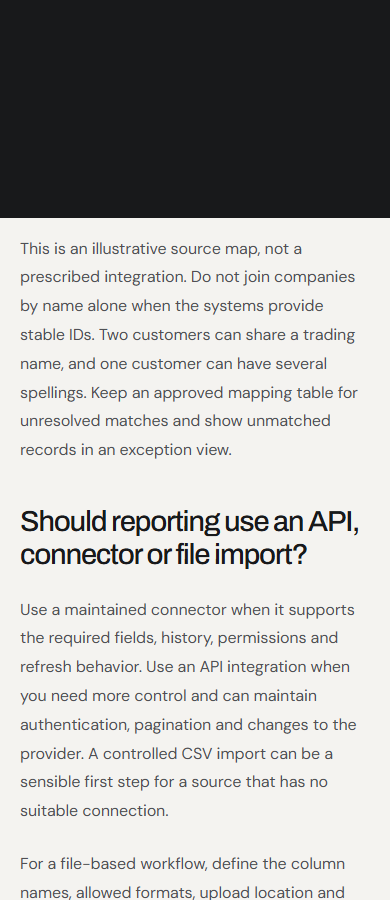 This is an illustrative source map, not a
prescribed integration. Do not join companies
by name alone when the systems provide
stable IDs. Two customers can share a trading
name, and one customer can have several
spellings. Keep an approved mapping table for
unresolved matches and show unmatched
records in an exception view.
Should reporting use an API,
connector or file import?
Use a maintained connector when it supports
the required fields, history, permissions and
refresh behavior. Use an API integration when
you need more control and can maintain
authentication, pagination and changes to the
provider. A controlled CSV import can be a
sensible first step for a source that has no
suitable connection.
For a file-based workflow, define the column
names, allowed formats, upload location and